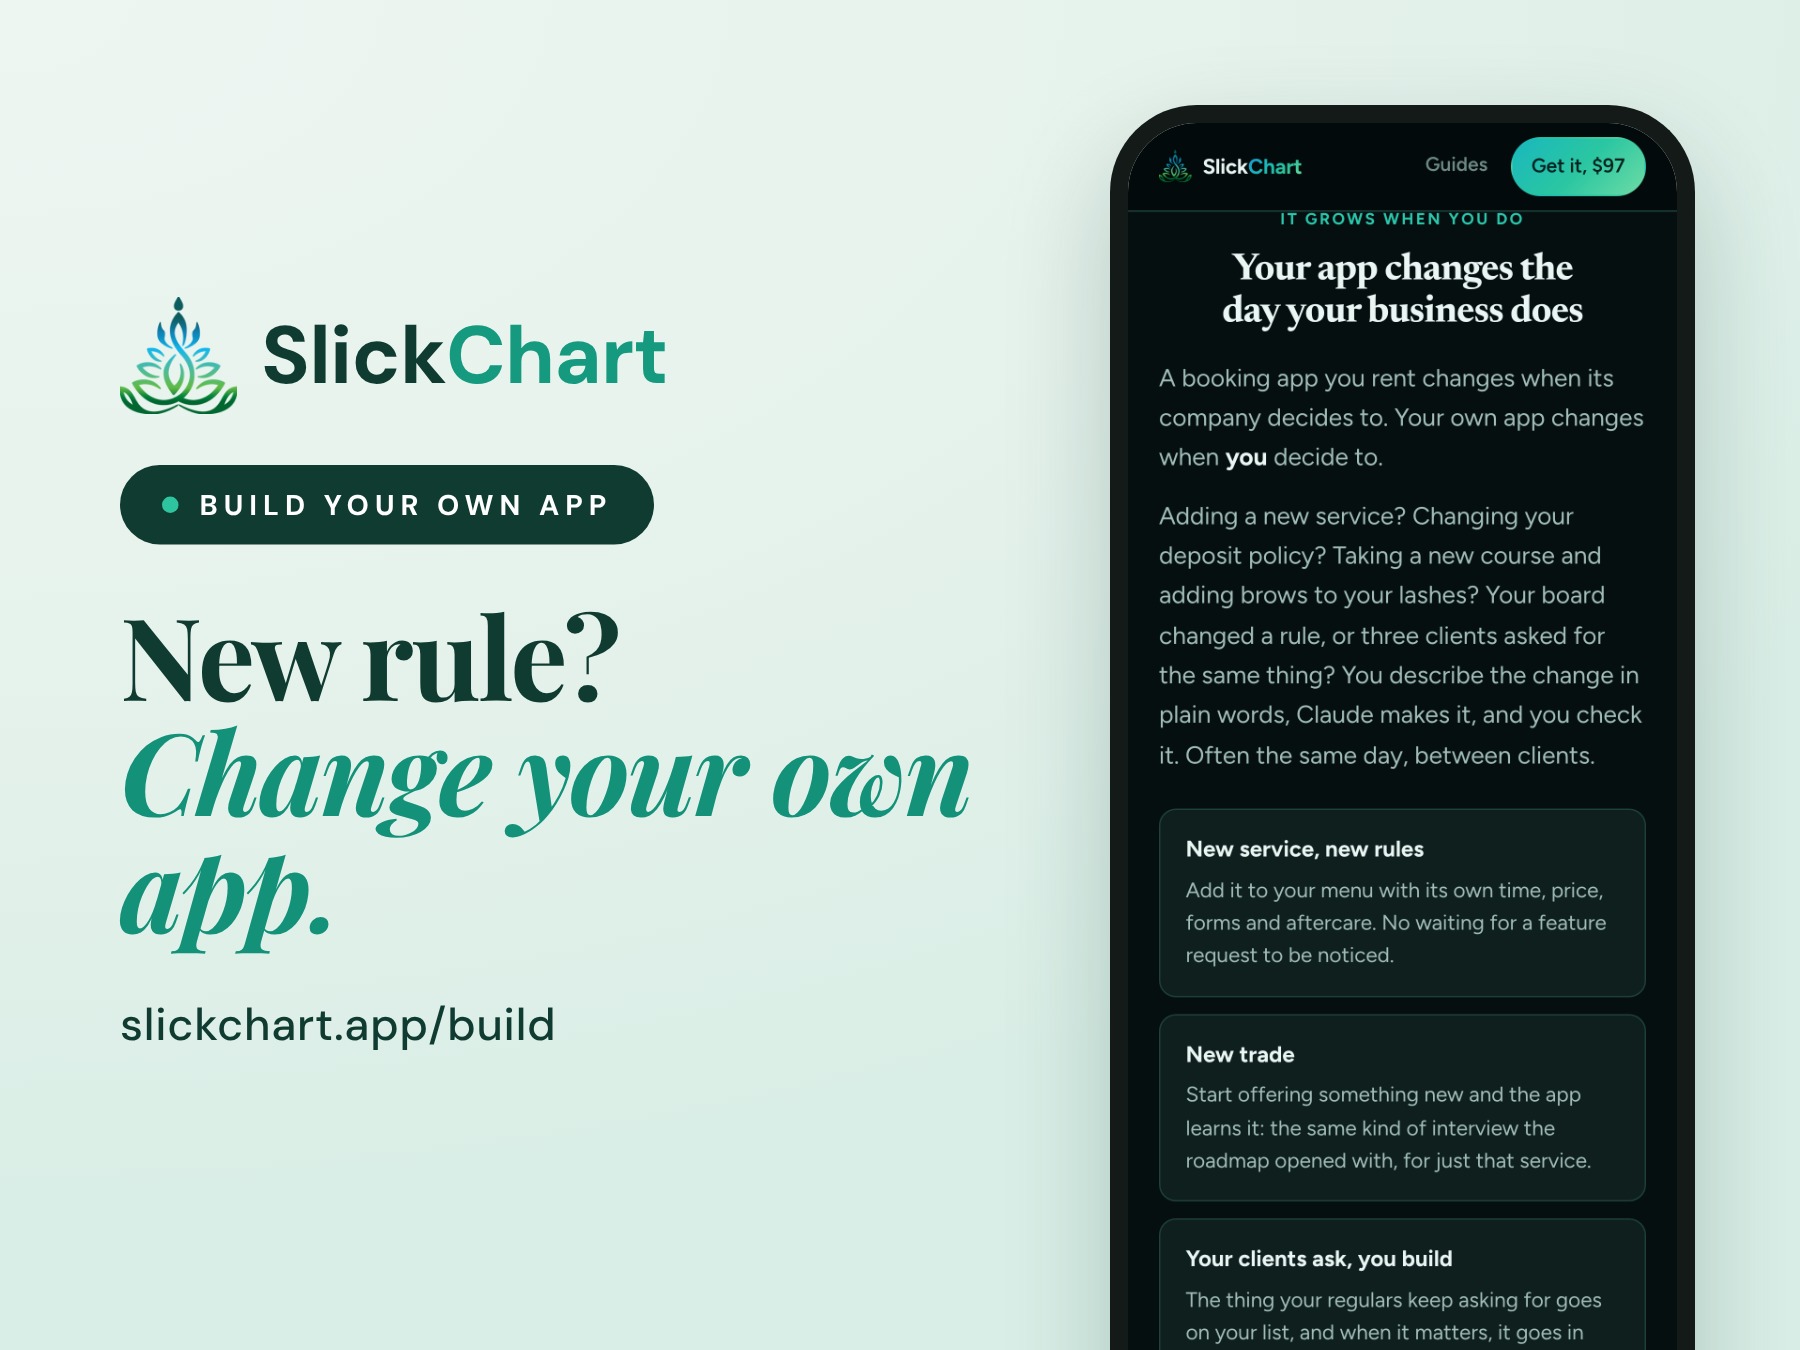 SlickChart
BUILD YOUR OWN APP
New rule?
Change your own
app.
slickchart.app/build
SlickChart
Guides
Get it, $97
IT GROWS WHEN YOU DO
Your app changes the
day your business does
A booking app you rent changes when its
company decides to. Your own app changes
when you decide to.
Adding a new service? Changing your
deposit policy? Taking a new course and
adding brows to your lashes? Your board
changed a rule, or three clients asked for
the same thing? You describe the change in
plain words, Claude makes it, and you check
it. Often the same day, between clients.
New service, new rules
Add it to your menu with its own time, price,
forms and aftercare. No waiting for a feature
request to be noticed.
New trade
Start offering something new and the app
learns it: the same kind of interview the
roadmap opened with, for just that service.
Your clients ask, you build
The thing your regulars keep asking for goes
on your list, and when it matters, it goes in